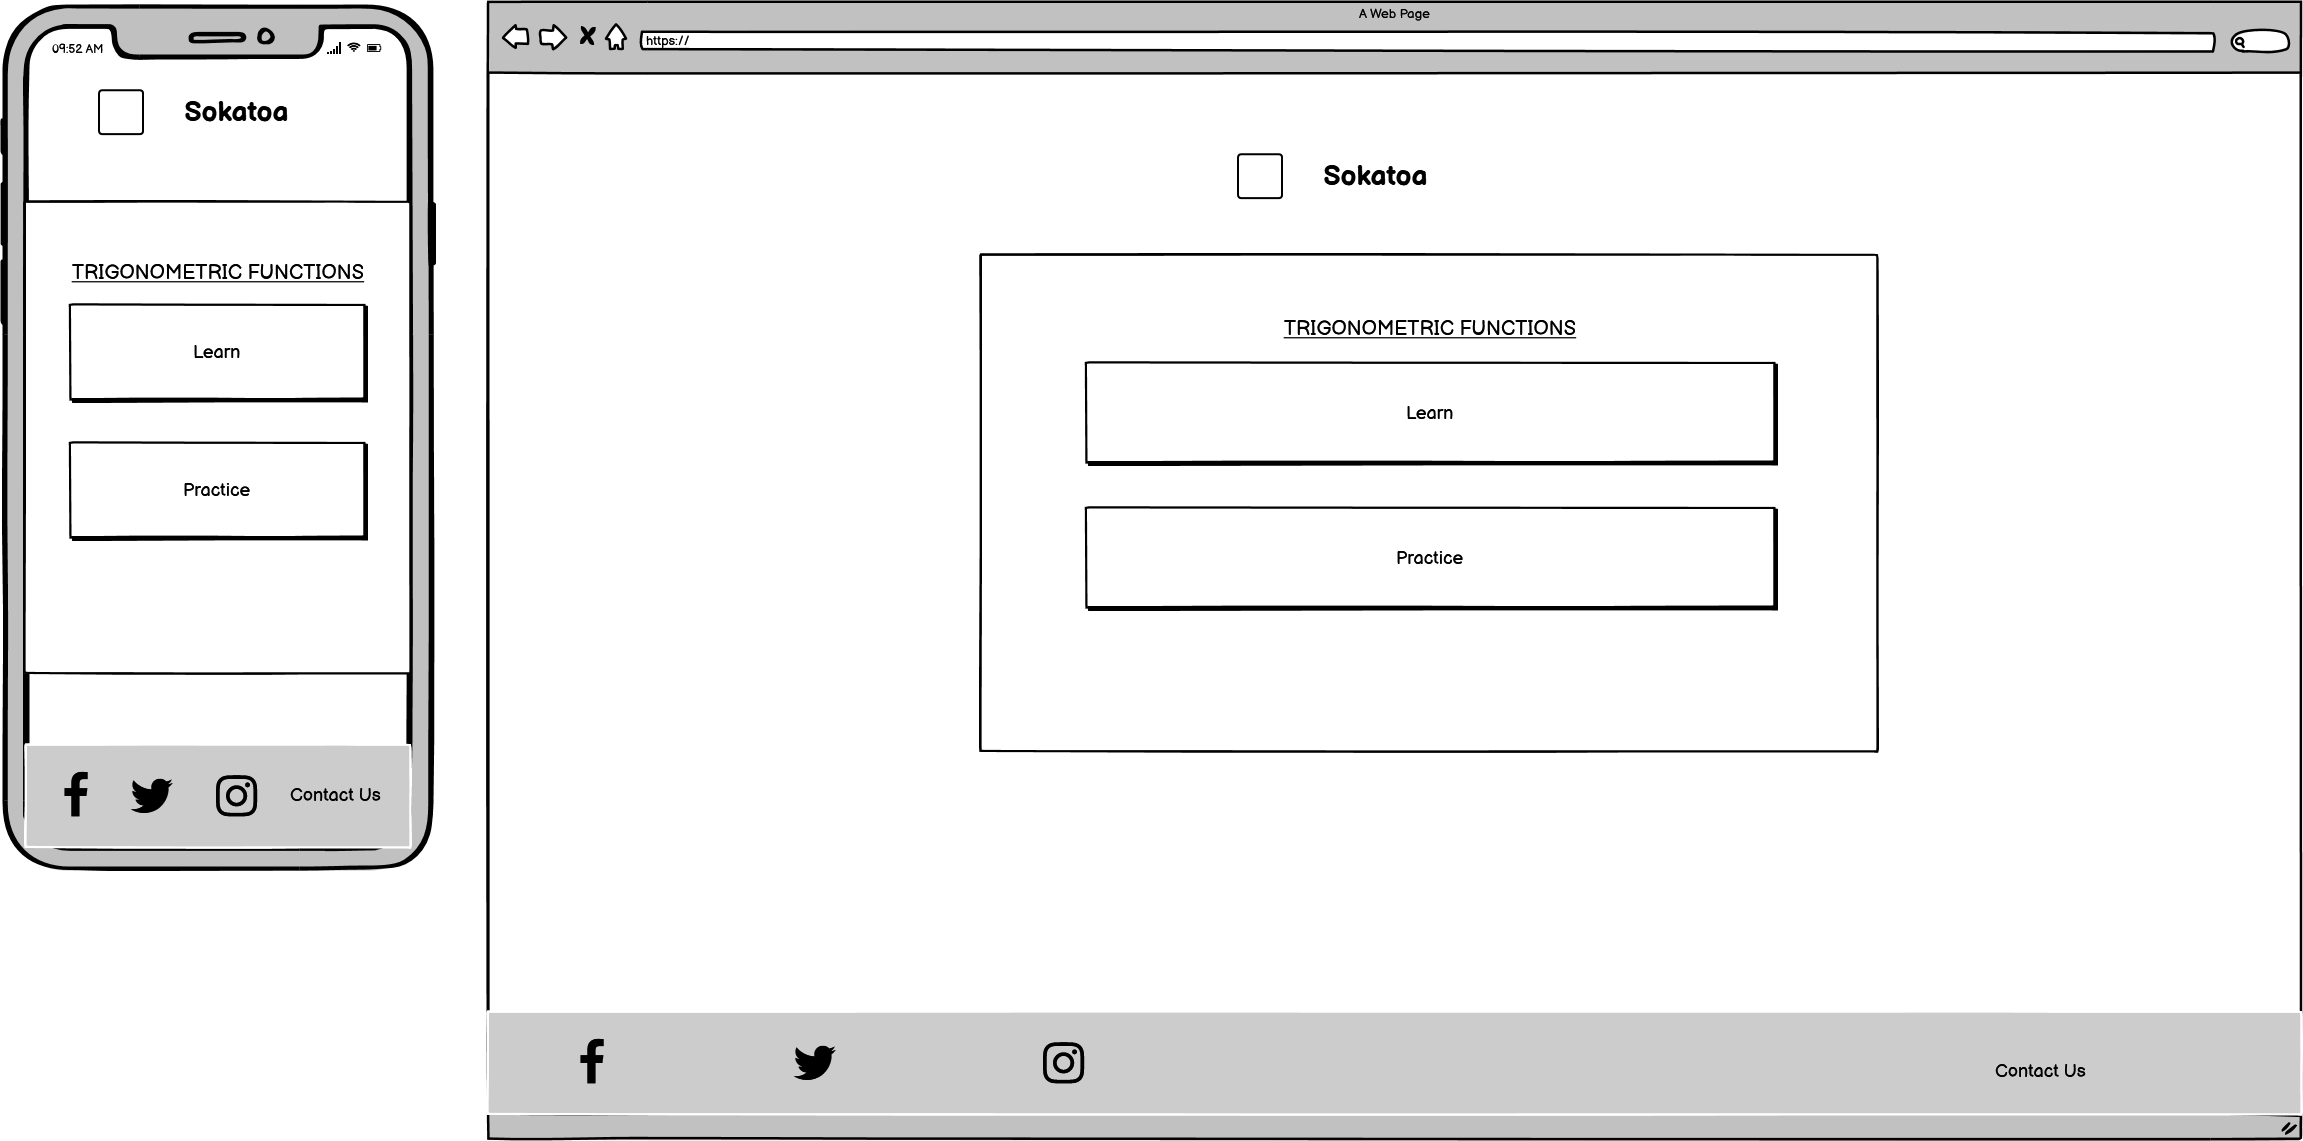 09:52 AM
Sokatoa
TRIGONOMETRIC FUNCTIONS
Learn
Practice
Contact Us
A Web Page
https://
Sokatoa
TRIGONOMETRIC FUNCTIONS
Learn
Practice
Contact Us